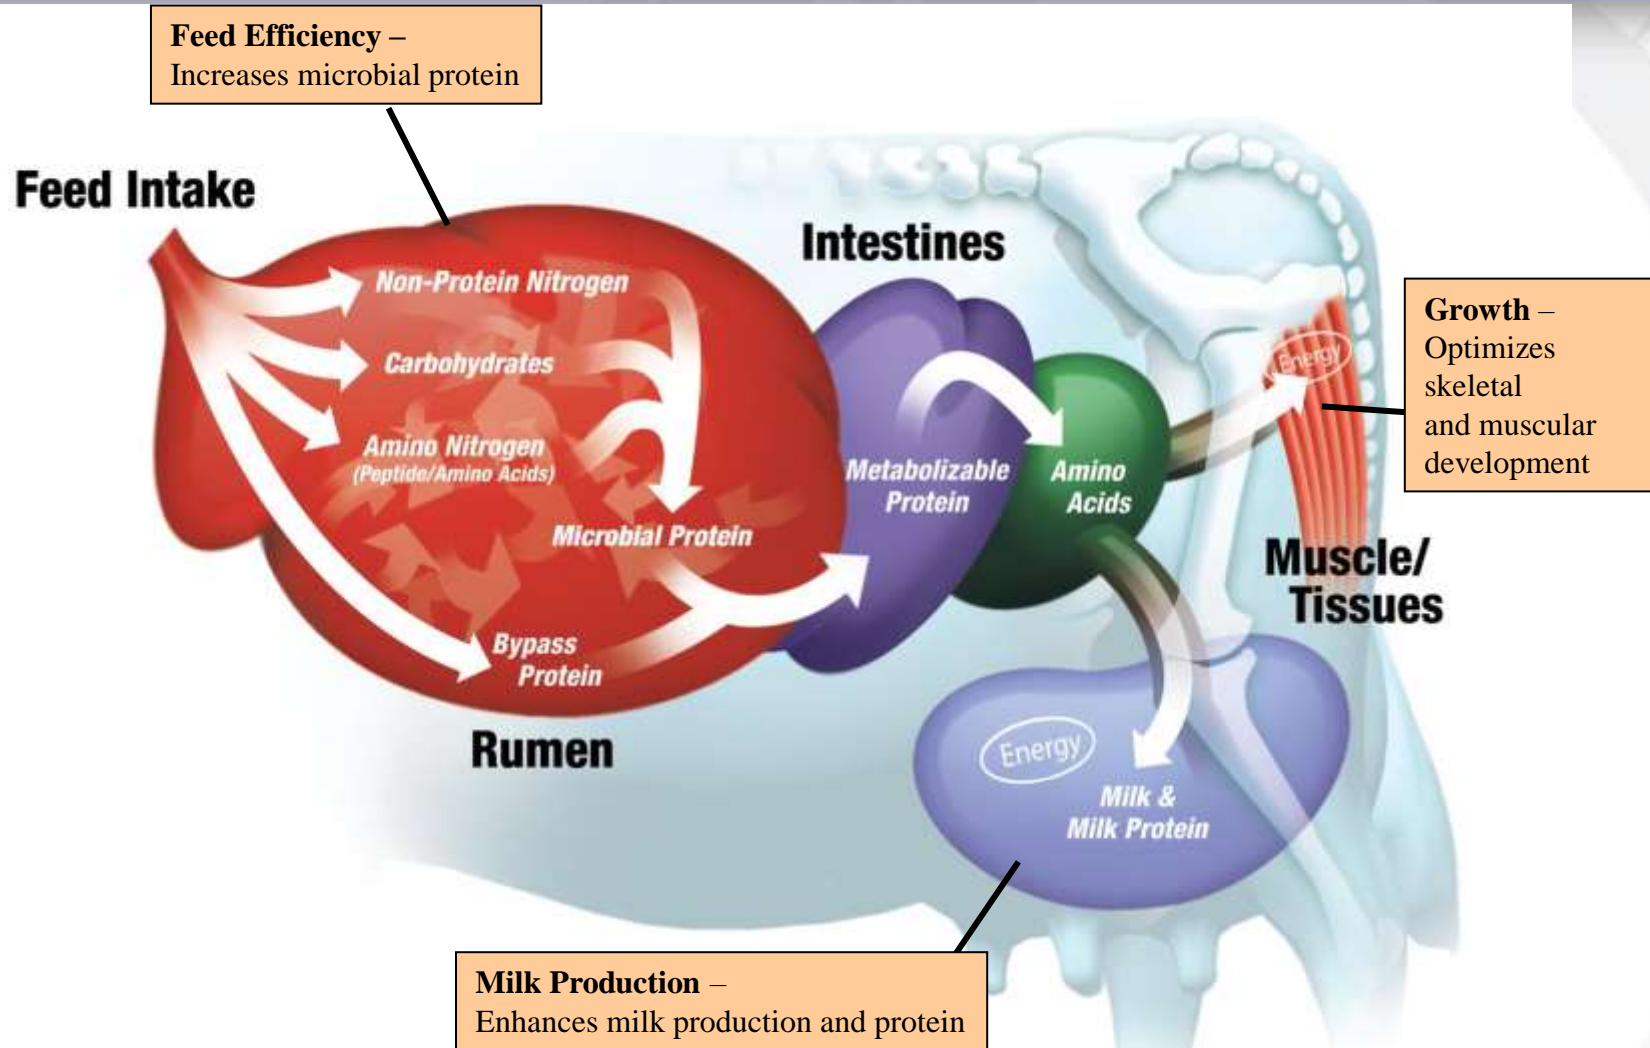 Feed Efficiency –
Increases microbial protein
Feed Intake
Non-Protein Nitrogen
Carbohydrates
Amino Nitrogen
(Peptide/Amino Acids)
Microbial Protein
Bypass
Protein
Rumen
Intestines
Metabolizable
Protein
Amino
Acids
Energy
Growth –
Optimizes
skeletal
and muscular
development
Muscle/
Tissues
Energy
Milk &
Milk Protein
Milk Production –
Enhances milk production and protein